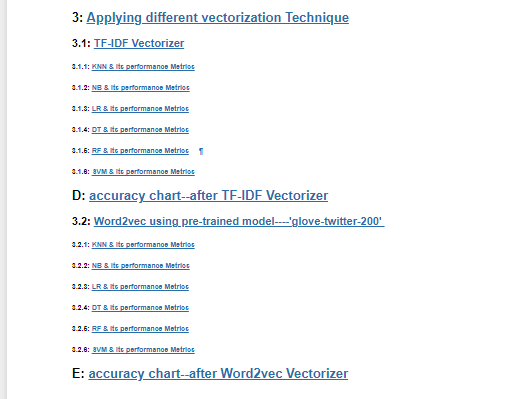 3: Applying different vectorization Technique
3.1: TF-IDF Vectorizer
3.1.1: KNN & its performance Metrics
3.1.2: NB & its performance Metrics
3.1.3: LR & its performance Metrics
3.1.4: DT & its performance Metrics
3.1.5: RF & its performance Metrics ¶
3.1.6: SVM & its performance Metrics
D: accuracy chart--after TF-IDF Vectorizer
3.2: Word2vec using pre-trained model----'glove-twitter-200'
3.2.1: KNN & its performance Metrics
3.2.2: NB & its performance Metrics
3.2.3: LR & its performance Metrics
3.2.4: DT & its performance Metrics
3.2.5: RF & its performance Metrics
3.2.6: SVM & its performance Metrics
E: accuracy chart--after Word2vec Vectorizer